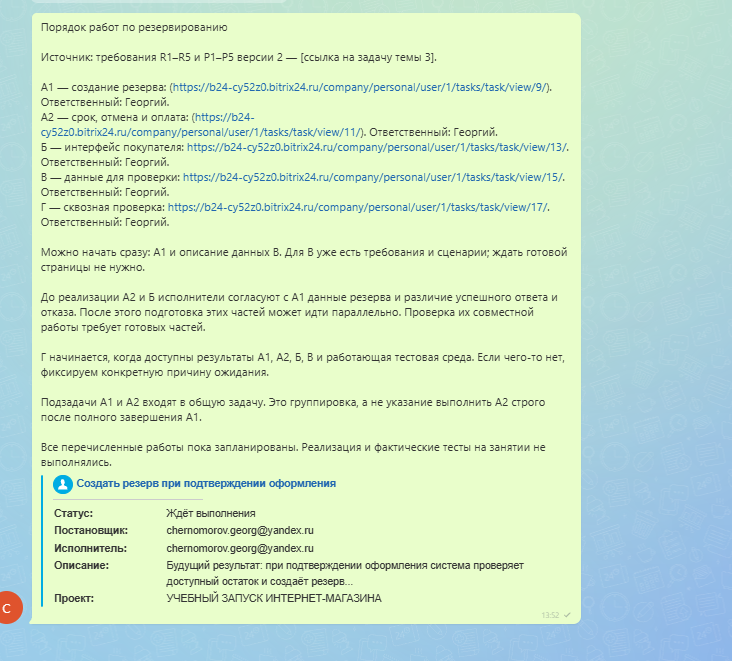 Порядок работ по резервированию
Источник: требования R1–R5 и P1–P5 версии 2 — [ссылка на задачу темы 3].
А1 — создание резерва: (https://b24-cy52z0.bitrix24.ru/company/personal/user/1/tasks/task/view/9/).
Ответственный: Георгий.
А2 — срок, отмена и оплата: (https://b24-
cy52z0.bitrix24.ru/company/personal/user/1/tasks/task/view/11/). Ответственный: Георгий.
Б — интерфейс покупателя: https://b24-cy52z0.bitrix24.ru/company/personal/user/1/tasks/task/view/13/.
Ответственный: Георгий.
В — данные для проверки: https://b24-cy52z0.bitrix24.ru/company/personal/user/1/tasks/task/view/15/.
Ответственный: Георгий.
Г — сквозная проверка: https://b24-cy52z0.bitrix24.ru/company/personal/user/1/tasks/task/view/17/.
Ответственный: Георгий.
Можно начать сразу: А1 и описание данных В. Для В уже есть требования и сценарии; ждать готовой
страницы не нужно.
До реализации А2 и Б исполнители согласуют с А1 данные резерва и различие успешного ответа и
отказа. После этого подготовка этих частей может идти параллельно. Проверка их совместной
работы требует готовых частей.
Г начинается, когда доступны результаты А1, А2, Б, В и работающая тестовая среда. Если чего-то нет,
фиксируем конкретную причину ожидания.
Подзадачи А1 и А2 входят в общую задачу. Это группировка, а не указание выполнить А2 строго
после полного завершения А1.
Все перечисленные работы пока запланированы. Реализация и фактические тесты на занятии не
выполнялись.
Создать резерв при подтверждении оформления
Статус: Ждёт выполнения
Постановщик: chernomorov.georg@yandex.ru
Исполнитель: chernomorov.georg@yandex.ru
Описание: Будущий результат: при подтверждении оформления система проверяет
доступный остаток и создаёт резерв...
Проект: УЧЕБНЫЙ ЗАПУСК ИНТЕРНЕТ-МАГАЗИНА
С
13:52